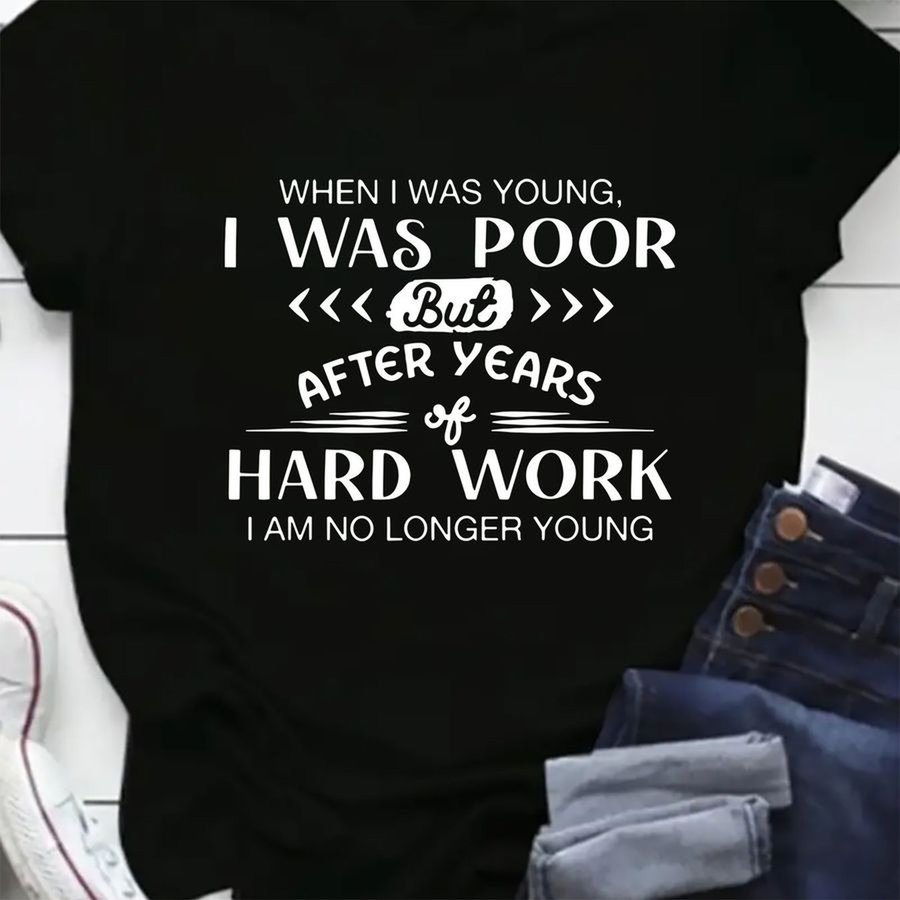 WHEN I WAS YOUNG,
I WAS POOR
<<< But >>>
AFTER YEARS
of
HARD WORK
I AM NO LONGER YOUNG